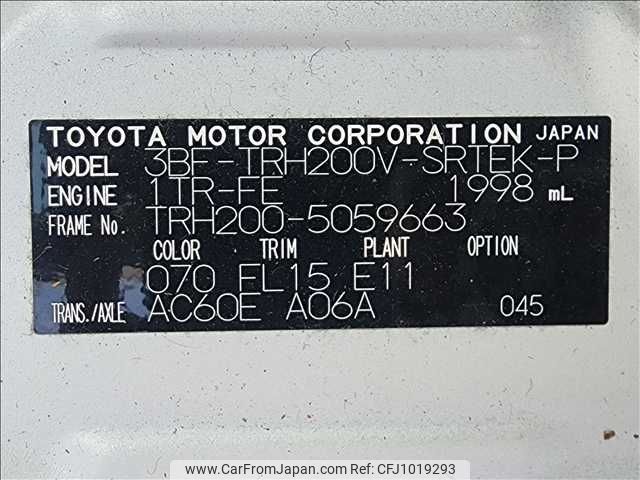 TOYOTA MOTOR CORPORATION JAPAN
MODEL 3BF-TRH200V-SRTEK-P
ENGINE 1TR-FE 1998 mL
FRAME No. TRH200-5059663
COLOR TRIM PLANT OPTION
070 FL15 E11
TRANS./AXLE AC60E A06A 045
www.CarFromJapan.com ID:CFJ1019293